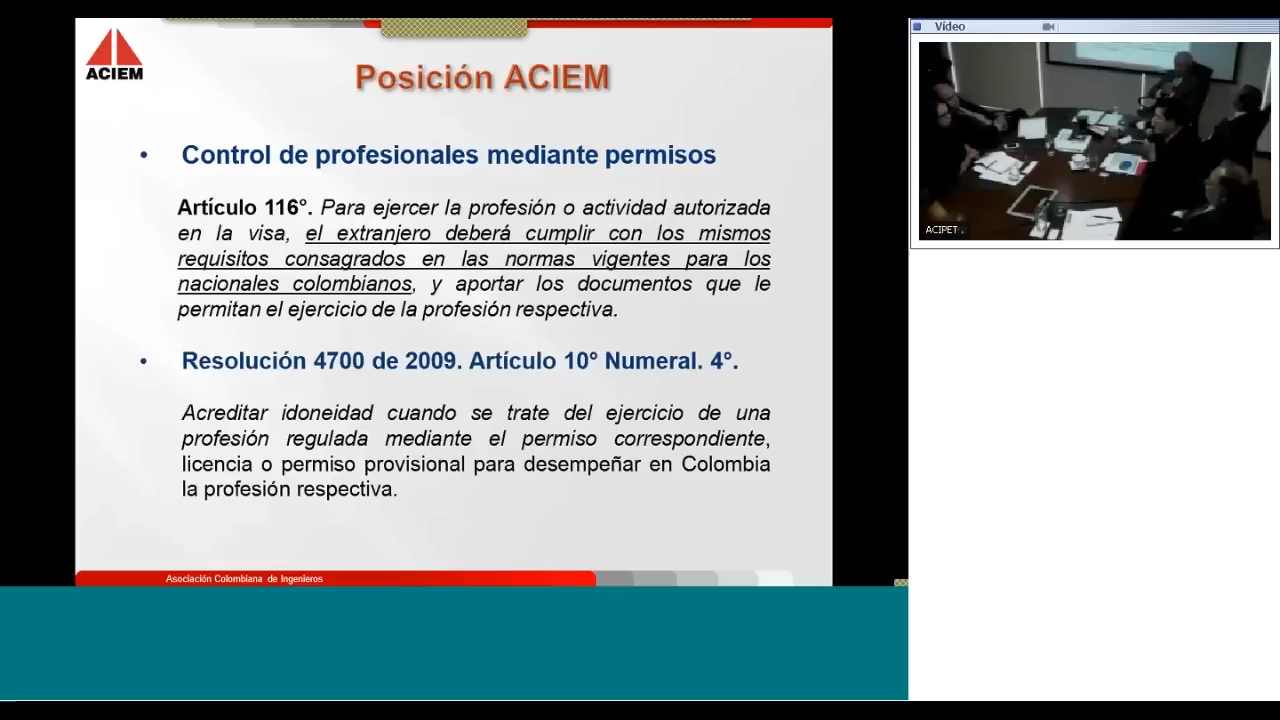 ACIEM
Posición ACIEM
• Control de profesionales mediante permisos
Artículo 116°. Para ejercer la profesión o actividad autorizada
en la visa, el extranjero deberá cumplir con los mismos
requisitos consagrados en las normas vigentes para los
nacionales colombianos, y aportar los documentos que le
permitan el ejercicio de la profesión respectiva.
• Resolución 4700 de 2009. Artículo 10° Numeral. 4°.
Acreditar idoneidad cuando se trate del ejercicio de una
profesión regulada mediante el permiso correspondiente,
licencia o permiso provisional para desempeñar en Colombia
la profesión respectiva.
Asociación Colombiana de Ingenieros
Vídeo
ACIPET .